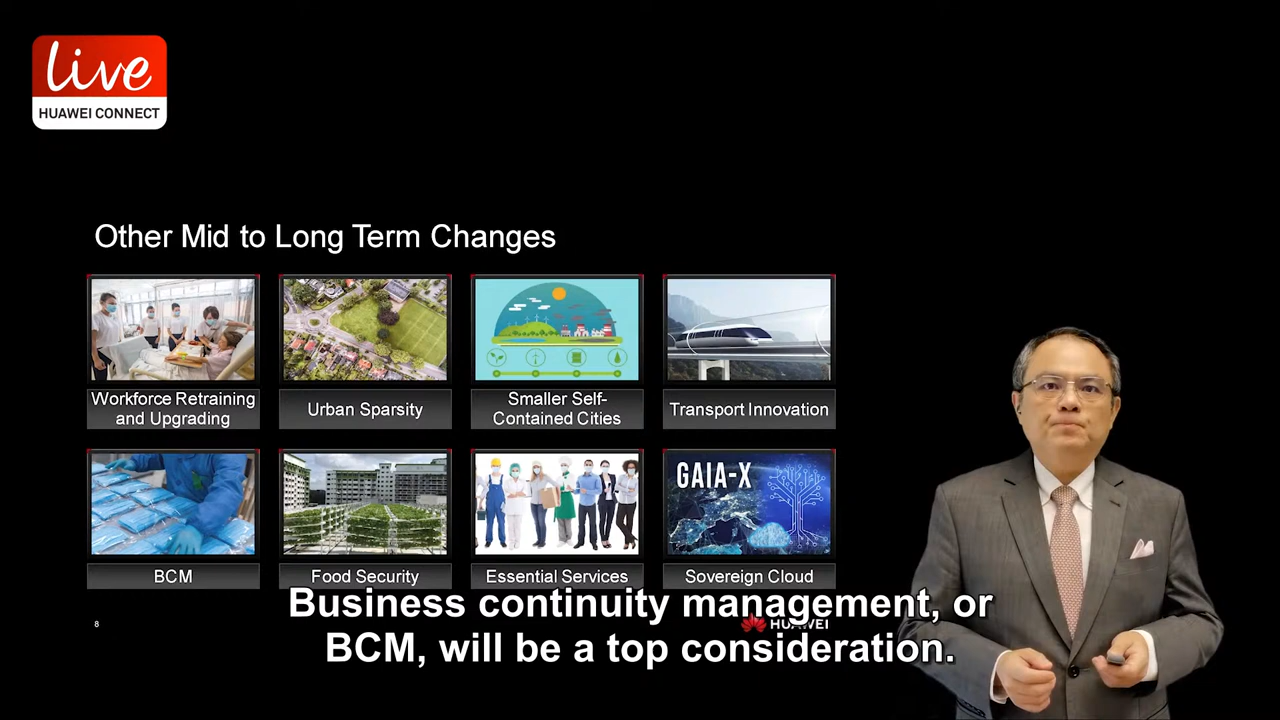 live
HUAWEI CONNECT
Other Mid to Long Term Changes
Workforce Retraining
and Upgrading
Urban Sparsity
Smaller Self-
Contained Cities
Transport Innovation
GAIA-X
BCM
Food Security
Essential Services
Sovereign Cloud
8
HUAWEI
Business continuity management, or
BCM, will be a top consideration.